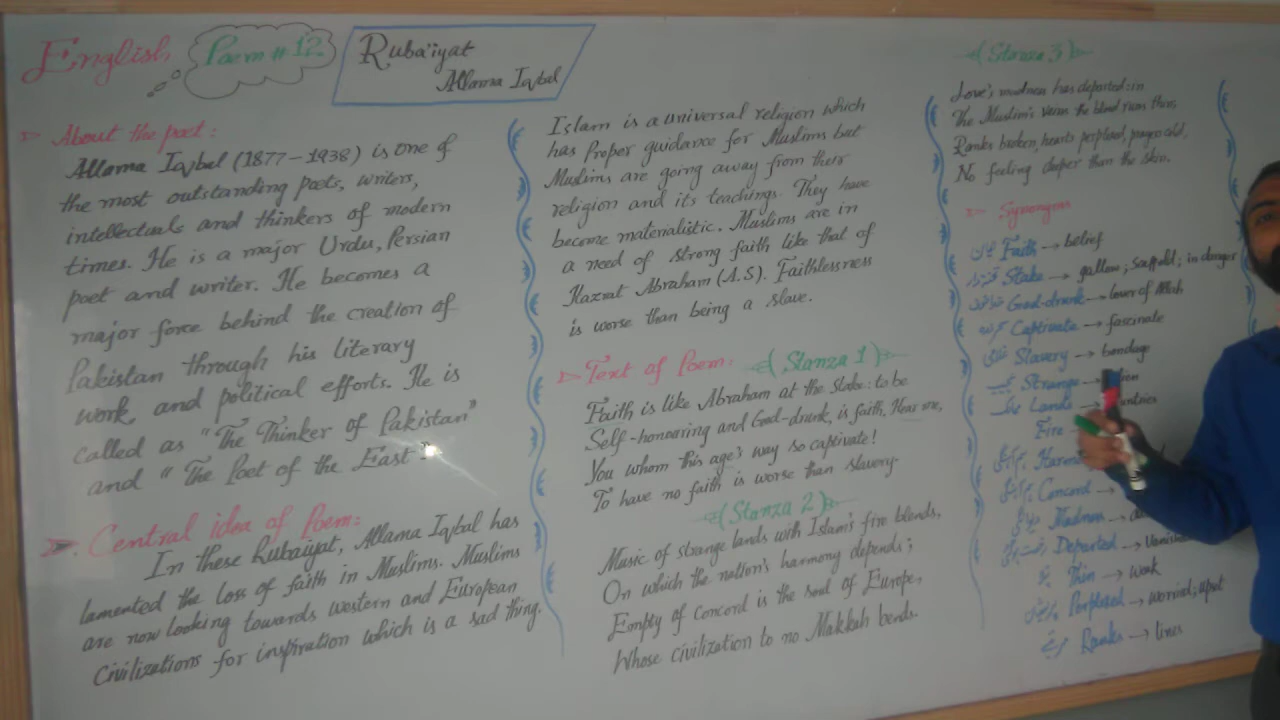 English
Poem # 12
Ruba'iyat
Allama Iqbal
About the poet:
Allama Iqbal (1877-1938) is one of
the most outstanding poets, writers,
intellectuals and thinkers of modern
times. He is a major Urdu, Persian
poet and writer. He becomes a
major force behind the creation of
Pakistan through his literary
work, and political efforts. He is
called as "The Thinker of Pakistan"
and "The Poet of the East"
Central idea of Poem:
In these Rubaiyat, Allama Iqbal has
lamented the loss of faith in Muslims. Muslims
are now looking towards western and European
Civilizations for inspiration which is a sad thing.
Islam is a universal religion which
has proper guidance for Muslims but
Muslims are going away from their
religion and its teachings. They have
become materialistic. Muslims are in
a need of strong faith like that of
Hazrat Abraham (A.S). Faithlessness
is worse than being a slave.
Text of Poem:
Stanza 1
Faith is like Abraham at the Stake: to be
Self-honouring and God-drunk, is faith. Hear me,
You whom this age's way so captivate!
To have no faith is worse than slavery.
Stanza 2
Music of strange lands with Islam's fire blends,
On which the nation's harmony depends;
Empty of Concord is the soul of Europe,
Whose civilization to no Makkah bends.
Stanza 3
Love's madness has departed: in
The Muslim's veins the blood runs thin;
Ranks broken, hearts perplexed, prayers cold,
No feeling deeper than the skin.
Synonyms
Faith → belief
Stake → gallow; scaffold; in danger
God-drunk → lover of Allah
Captivate → fascinate
Slavery → bondage
Strange →
Lands →
Fire
Concord →
Madness →
Departed →
Thin → weak
Perplexed → worried; upset
Ranks → lines